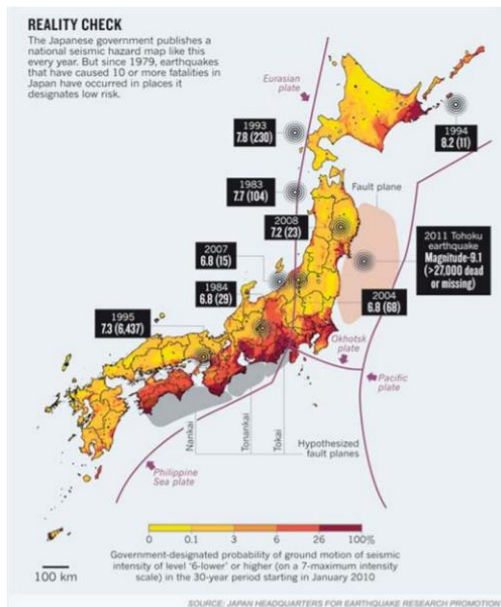 REALITY CHECK
The Japanese government publishes a
national seismic hazard map like this
every year. But since 1979, earthquakes
that have caused 10 or more fatalities in
Japan have occurred in places it
designates low risk.
Eurasian
plate
1993
7.8 (230)
1994
8.2 (11)
1983
7.7 (104)
Fault plane
2008
7.2 (23)
2011 Tohoku
earthquake
Magnitude-9.1
(>27,000 dead
or missing)
2007
6.8 (15)
1984
6.8 (29)
2004
6.8 (68)
1995
7.3 (6,437)
Okhotsk
plate
Pacific
plate
Nankai
Tonankai
Tokai
Hypothesized
fault planes
Philippine
Sea plate
0 0.1 3 6 26 100%
Government-designated probability of ground motion of seismic
intensity of level '6-lower' or higher (on a 7-maximum intensity
scale) in the 30-year period starting in January 2010
100 km
SOURCE: JAPAN HEADQUARTERS FOR EARTHQUAKE RESEARCH PROMOTION